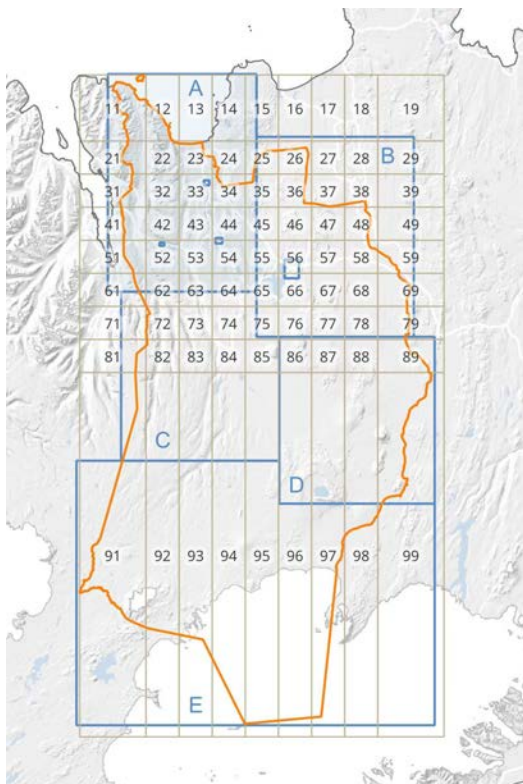 A
11 12 13 14 15 16 17 18 19
B
21 22 23 24 25 26 27 28 29
31 32 33 34 35 36 37 38 39
41 42 43 44 45 46 47 48 49
51 52 53 54 55 56 57 58 59
61 62 63 64 65 66 67 68 69
71 72 73 74 75 76 77 78 79
81 82 83 84 85 86 87 88 89
C
D
91 92 93 94 95 96 97 98 99
E